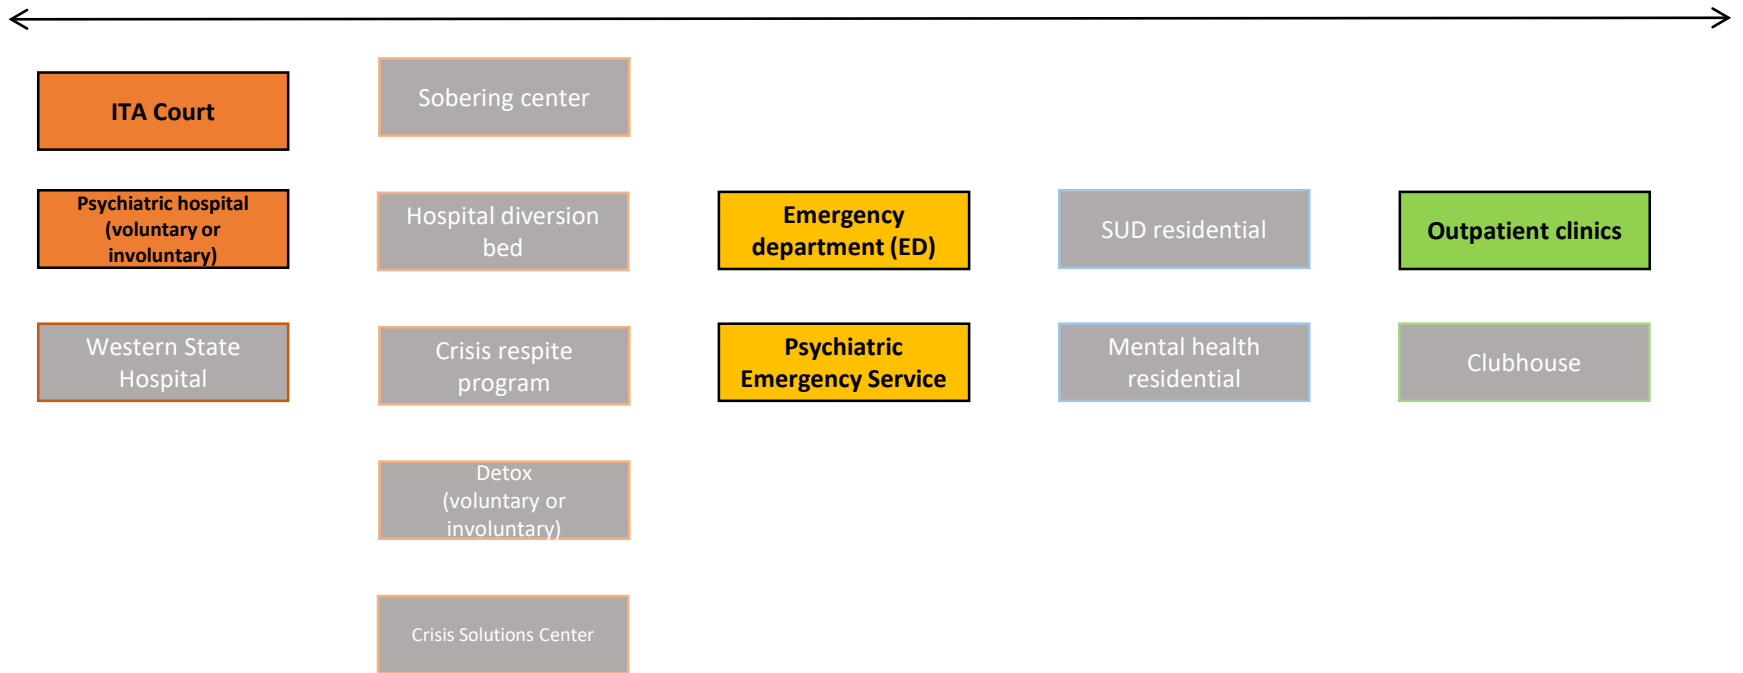 ITA Court
Psychiatric hospital
(voluntary or
involuntary)
Western State
Hospital
Sobering center
Hospital diversion
bed
Crisis respite
program
Detox
(voluntary or
involuntary)
Crisis Solutions Center
Emergency
department (ED)
Psychiatric
Emergency Service
SUD residential
Mental health
residential
Outpatient clinics
Clubhouse